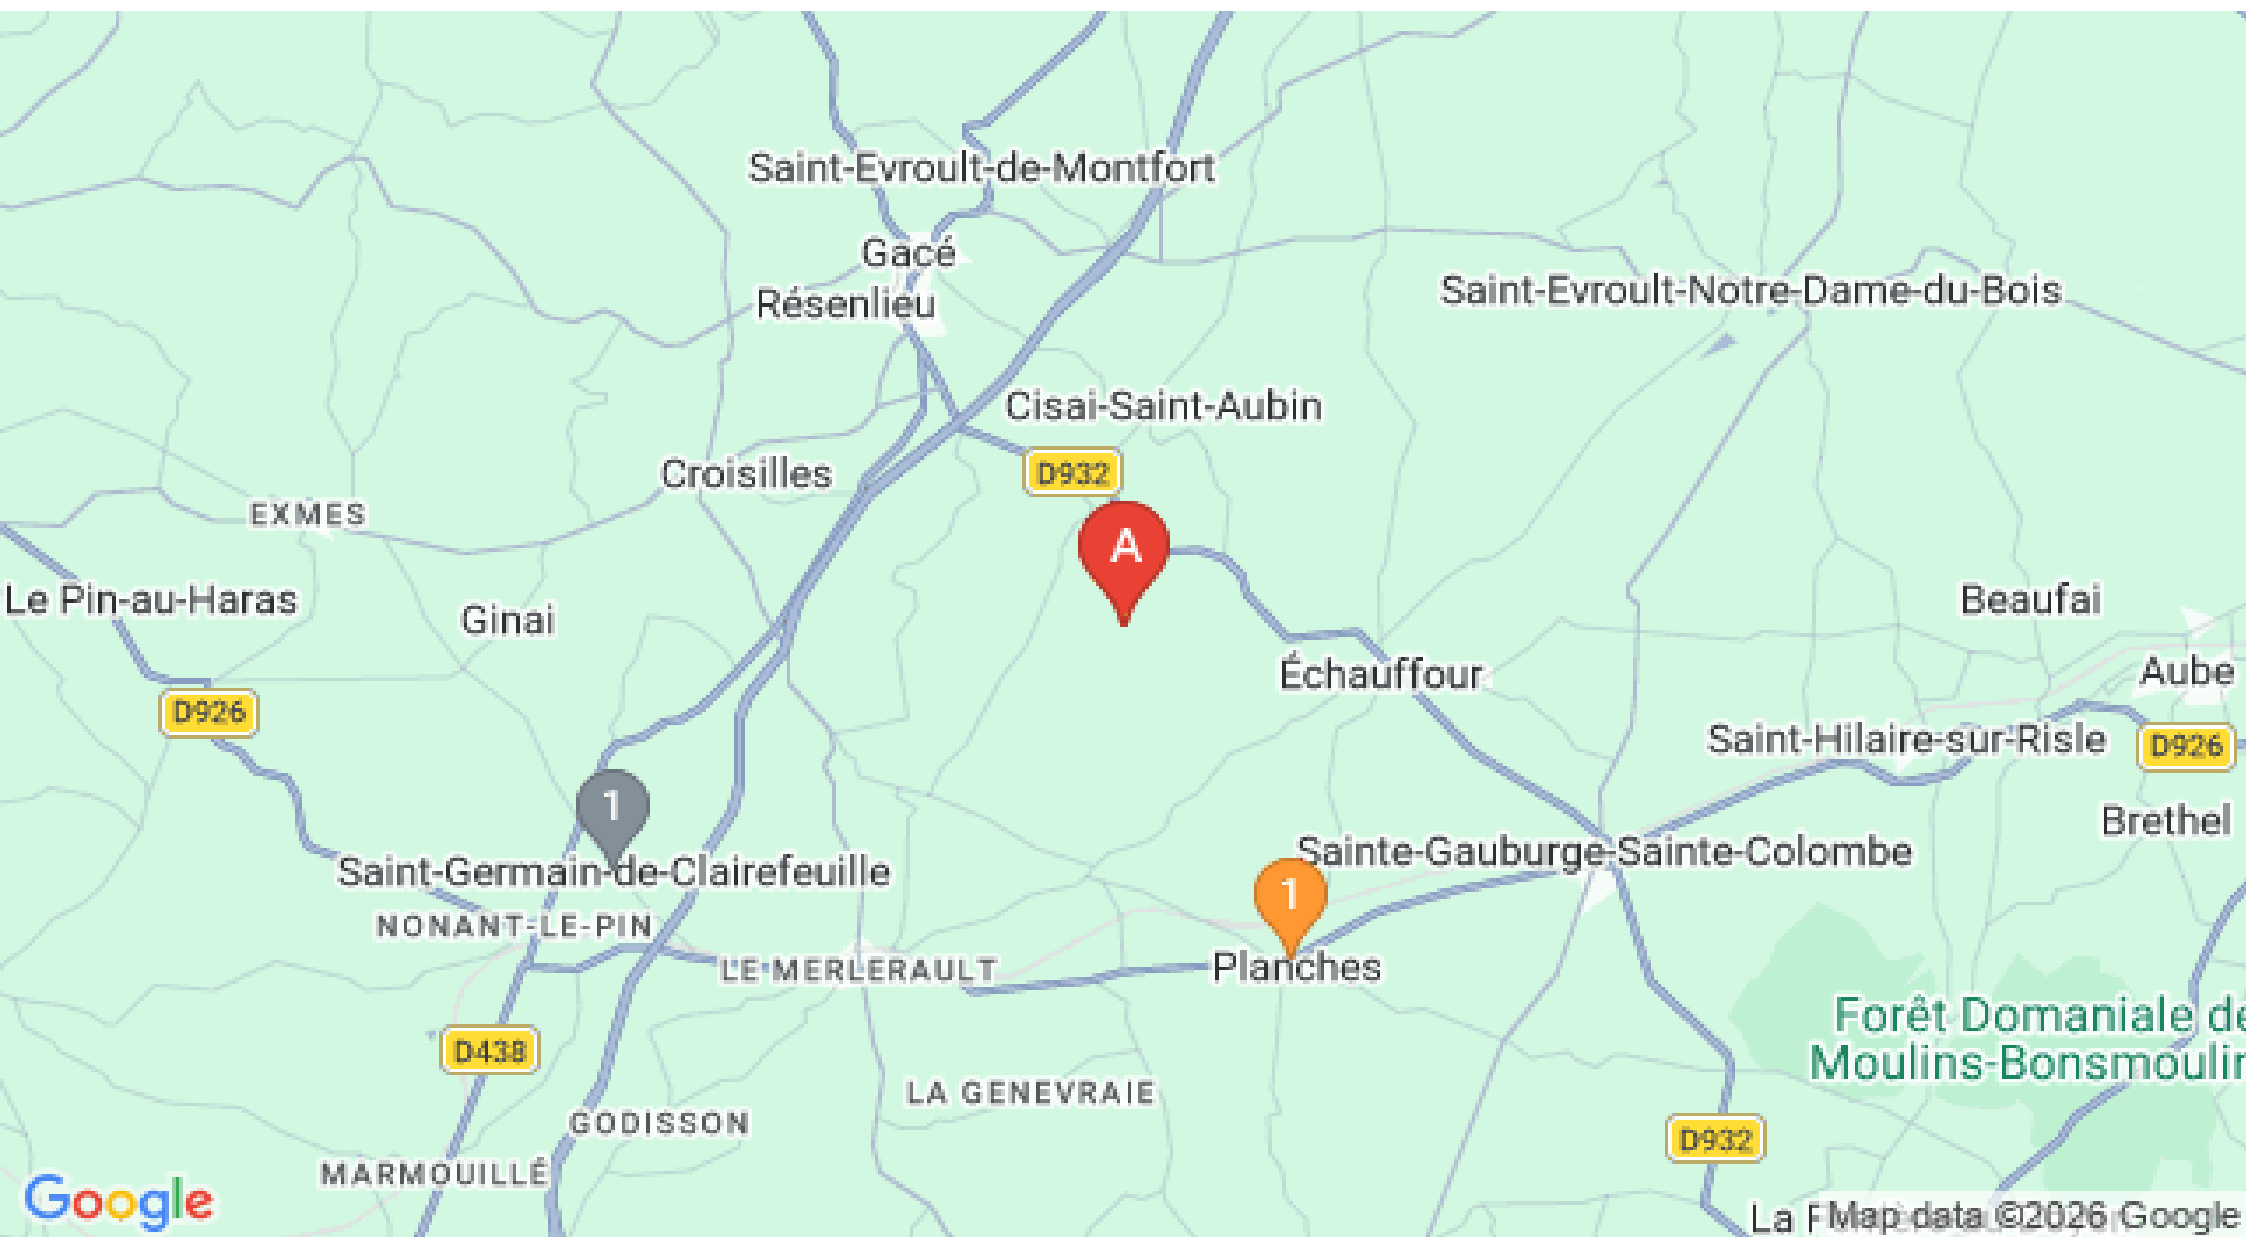 Saint-Evroult-de-Montfort
Gacé
Saint-Evroult-Notre-Dame-du-Bois
Résenlieu
Cisai-Saint-Aubin
D932
Croisilles
EXMES
A
Le Pin-au-Haras
Ginai
Beaufai
Échauffour
Aube
D926
Saint-Hilaire-sur-Risle
D926
1
Brethel
Sainte-Gauburge-Sainte-Colombe
Saint-Germain-de-Clairefeuille
1
NONANT-LE-PIN
LE MERLERAULT
Planches
Forêt Domaniale de
Moulins-Bonsmoulin
D438
LA GENEVRAIE
GODISSON
D932
MARMOUILLÉ
Google
La F
Map data ©2026 Google